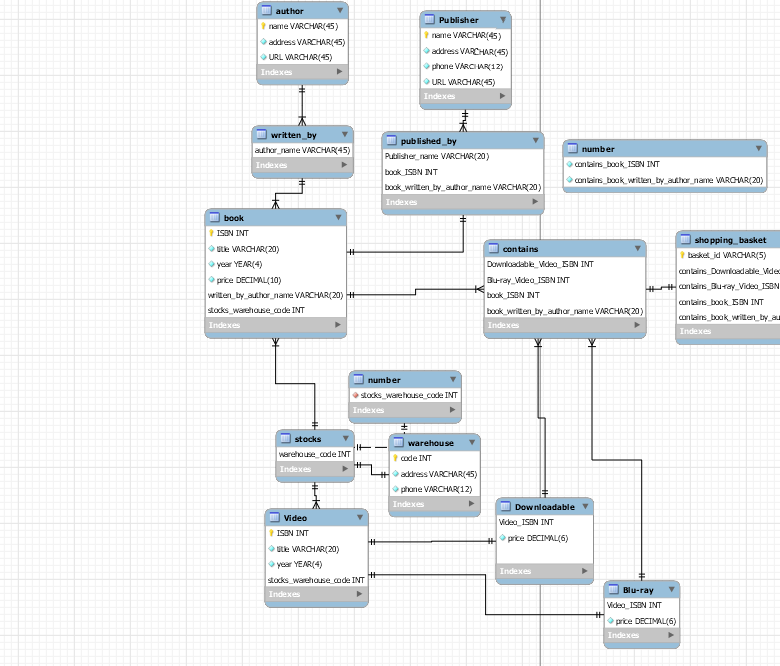 author
name VARCHAR(45)
address VARCHAR(45)
URL VARCHAR(45)
Indexes
Publisher
name VARCHAR(45)
address VARCHAR(45)
phone VARCHAR(12)
URL VARCHAR(45)
Indexes
written_by
author_name VARCHAR(45)
Indexes
published_by
Publisher_name VARCHAR(20)
book_ISBN INT
book_written_by_author_name VARCHAR(20)
Indexes
number
contains_book_ISBN INT
contains_book_written_by_author_name VARCHAR(20)
book
ISBN INT
title VARCHAR(20)
year YEAR(4)
price DECIMAL(10)
written_by_author_name VARCHAR(20)
stocks_warehouse_code INT
Indexes
contains
Downloadable_Video_ISBN INT
Blu-ray_Video_ISBN INT
book_ISBN INT
book_written_by_author_name VARCHAR(20)
Indexes
shopping_basket
basket_id VARCHAR(5)
contains_Downloadable_Video
contains_Blu-ray_Video_ISBN
contains_book_ISBN INT
contains_book_written_by_au
Indexes
number
stocks_warehouse_code INT
Indexes
stocks
warehouse_code INT
Indexes
warehouse
code INT
address VARCHAR(45)
phone VARCHAR(12)
Indexes
Video
ISBN INT
title VARCHAR(20)
year YEAR(4)
stocks_warehouse_code INT
Indexes
Downloadable
Video_ISBN INT
price DECIMAL(6)
Indexes
Blu-ray
Video_ISBN INT
price DECIMAL(6)
Indexes